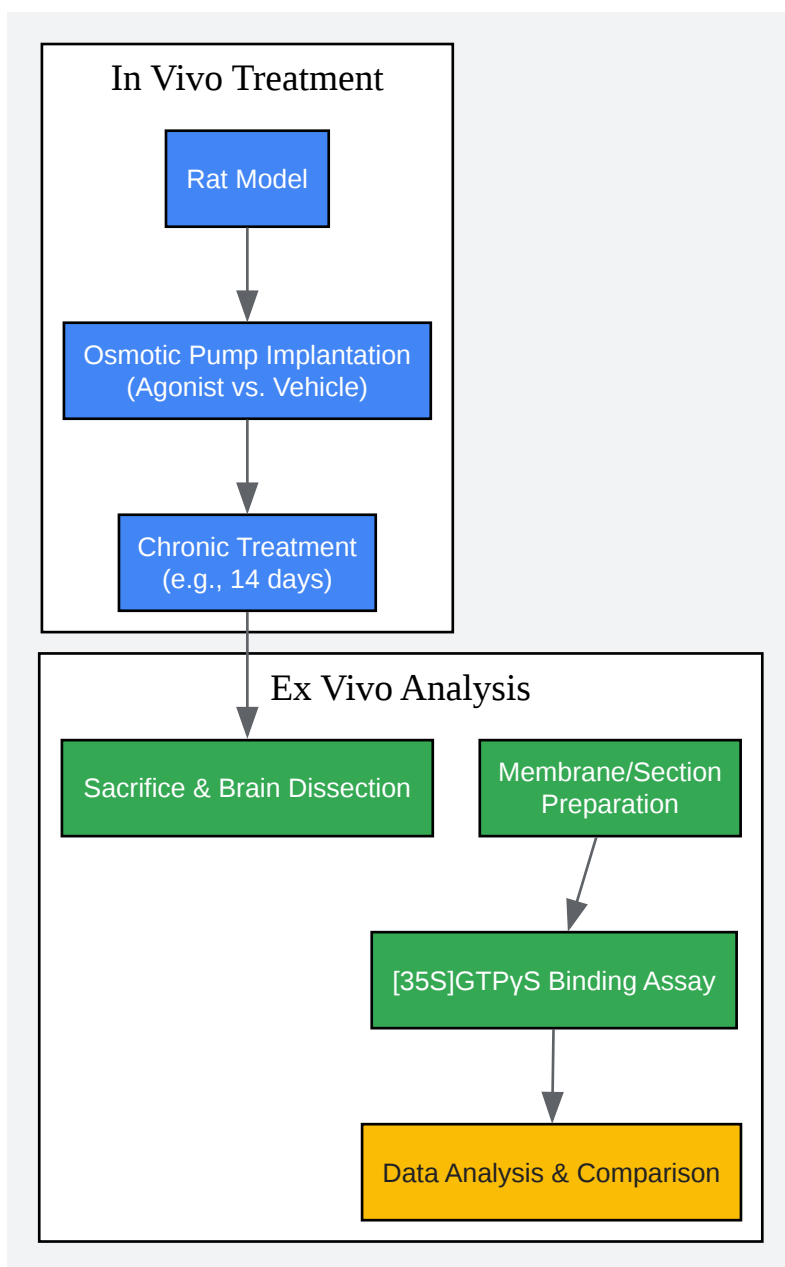 In Vivo Treatment
Rat Model
Osmotic Pump Implantation
(Agonist vs. Vehicle)
Chronic Treatment
(e.g., 14 days)
Ex Vivo Analysis
Sacrifice & Brain Dissection
Membrane/Section
Preparation
[35S]GTPγS Binding Assay
Data Analysis & Comparison